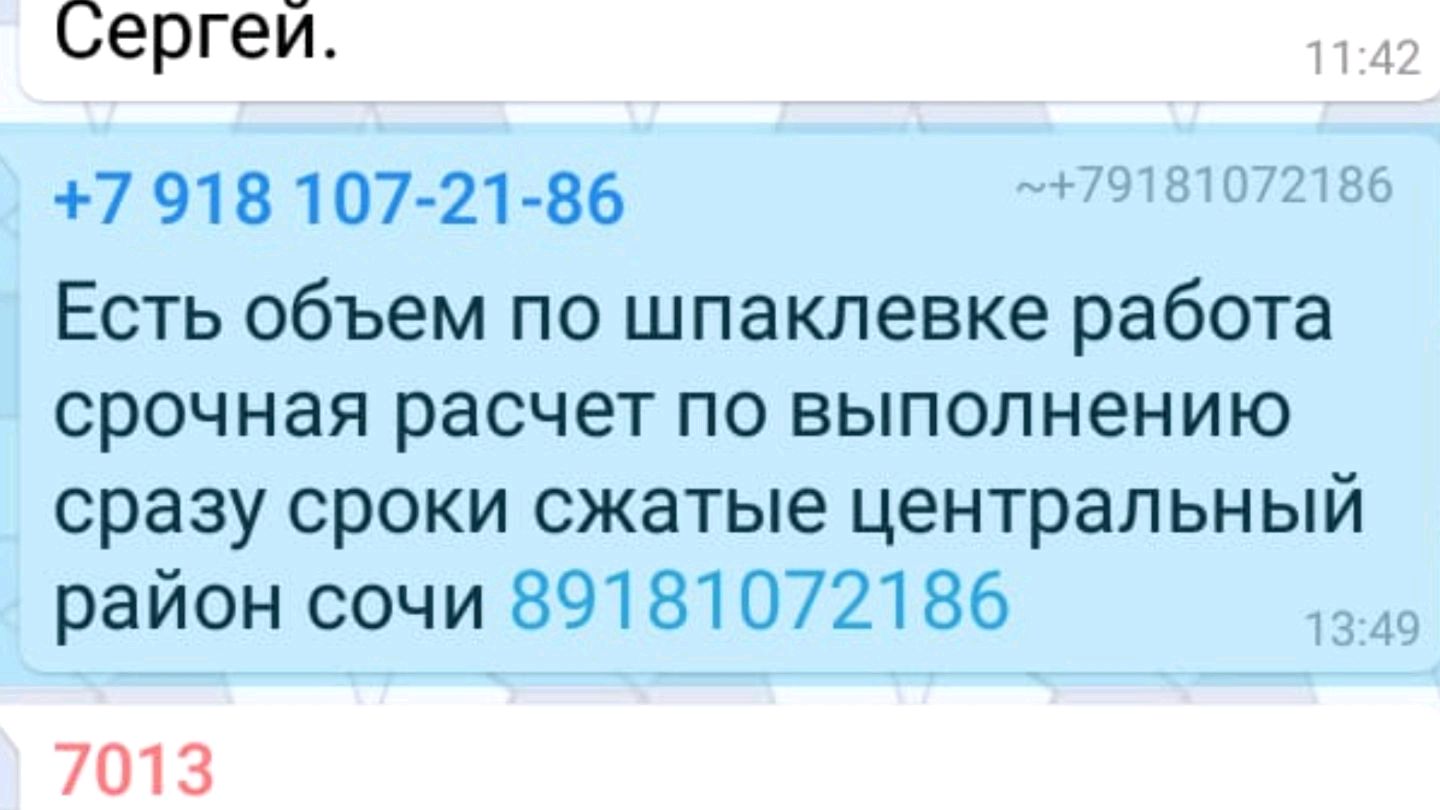 Сергей.
11:42
+7 918 107-21-86
~+79181072186
Есть объем по шпаклевке работа
срочная расчет по выполнению
сразу сроки сжатые центральный
район сочи 89181072186
13:49
7013